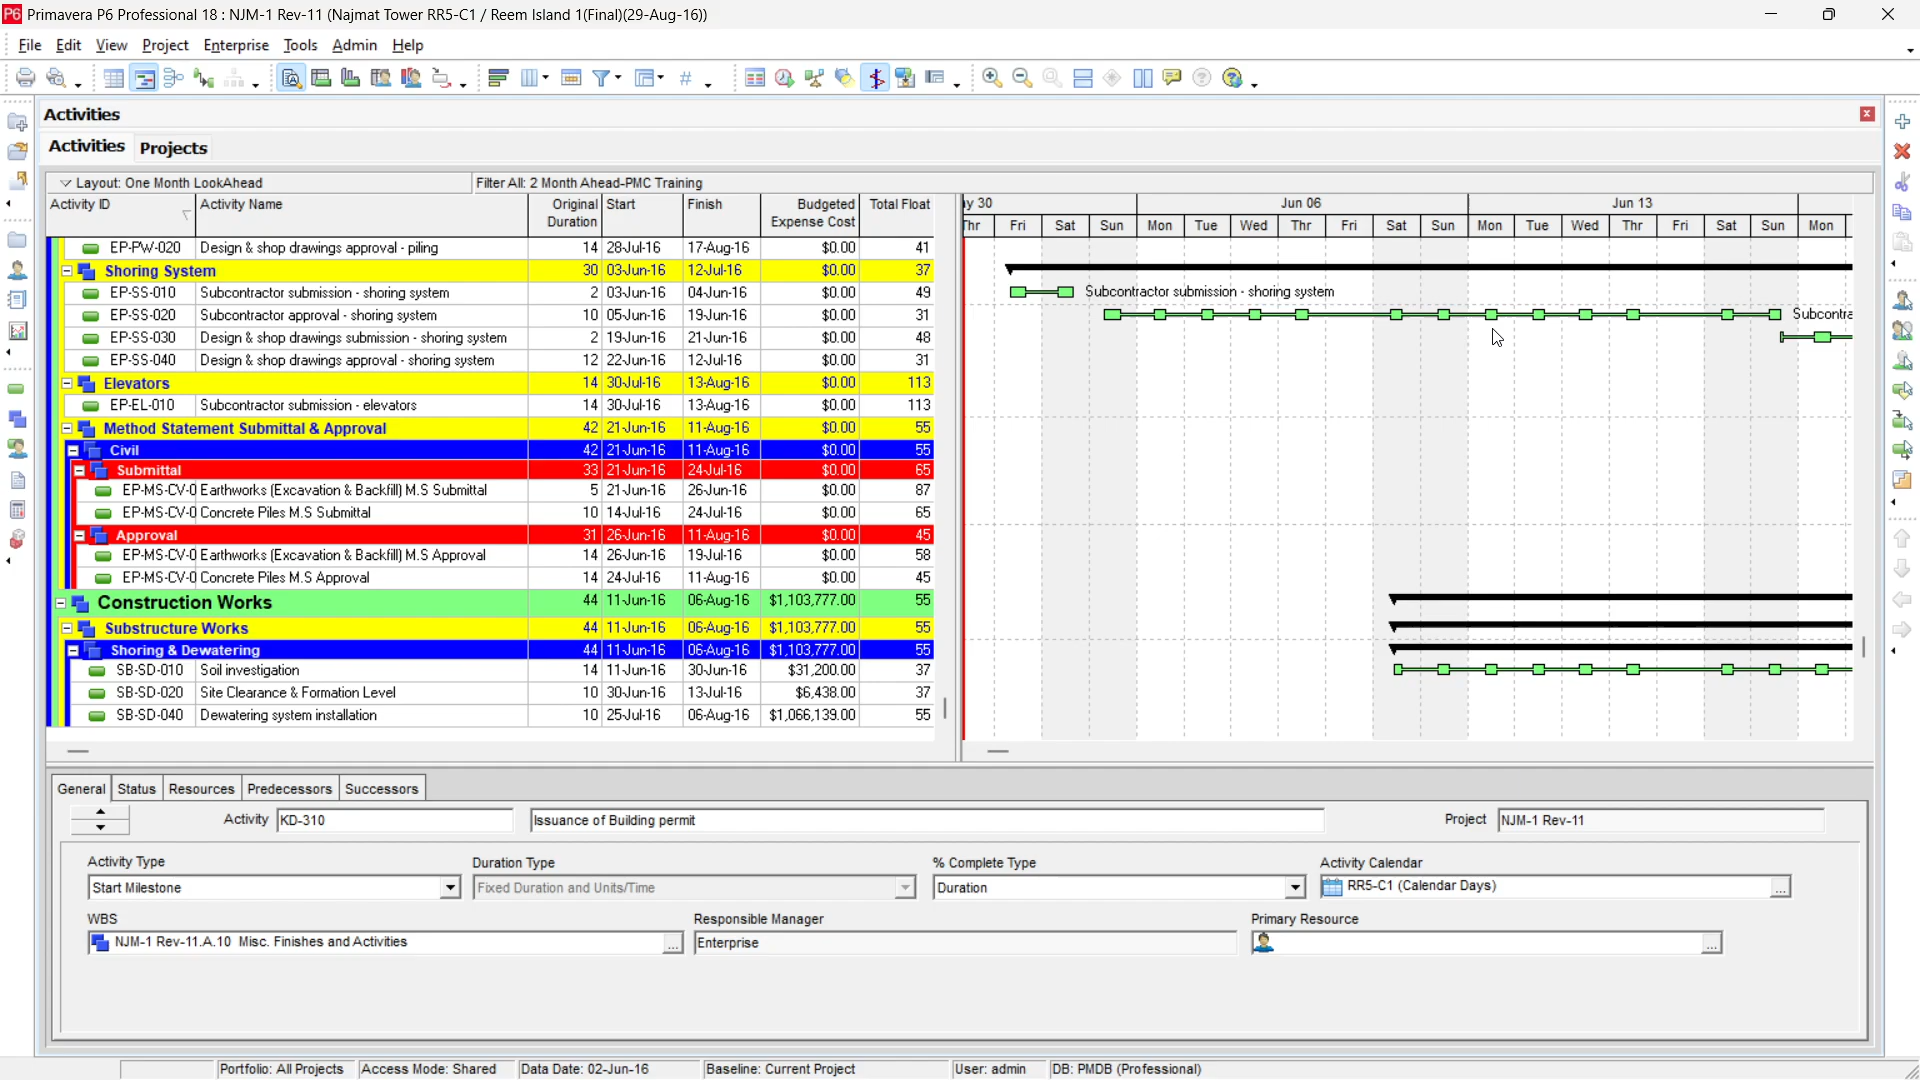 P6 Primavera P6 Professional 18 : NJM-1 Rev-11 (Najmat Tower RR5-C1 / Reem Island 1(Final)(29-Aug-16))
File Edit View Project Enterprise Tools Admin Help
Activities
Activities Projects
Layout: One Month LookAhead Filter All: 2 Month Ahead-PMC Training
Activity ID Activity Name Original Duration Start Finish Budgeted Expense Cost Total Float
y 30 Jun 06 Jun 13
Thr Fri Sat Sun Mon Tue Wed Thr Fri Sat Sun Mon Tue Wed Thr Fri Sat Sun Mon
EP-PW-020 Design & shop drawings approval - piling 14 28-Jul-16 17-Aug-16 $0.00 41
Shoring System 30 03-Jun-16 12-Jul-16 $0.00 37
EP-SS-010 Subcontractor submission - shoring system 2 03-Jun-16 04-Jun-16 $0.00 49 Subcontractor submission - shoring system
EP-SS-020 Subcontractor approval - shoring system 10 05-Jun-16 19-Jun-16 $0.00 31 Subcontra
EP-SS-030 Design & shop drawings submission - shoring system 2 19-Jun-16 21-Jun-16 $0.00 48
EP-SS-040 Design & shop drawings approval - shoring system 12 22-Jun-16 12-Jul-16 $0.00 31
Elevators 14 30-Jul-16 13-Aug-16 $0.00 113
EP-EL-010 Subcontractor submission - elevators 14 30-Jul-16 13-Aug-16 $0.00 113
Method Statement Submittal & Approval 42 21-Jun-16 11-Aug-16 $0.00 55
Civil 42 21-Jun-16 11-Aug-16 $0.00 55
Submittal 33 21-Jun-16 24-Jul-16 $0.00 65
EP-MS-CV-0 Earthworks (Excavation & Backfill) M.S Submittal 5 21-Jun-16 26-Jun-16 $0.00 87
EP-MS-CV-0 Concrete Piles M.S Submittal 10 14-Jul-16 24-Jul-16 $0.00 65
Approval 31 26-Jun-16 11-Aug-16 $0.00 45
EP-MS-CV-0 Earthworks (Excavation & Backfill) M.S Approval 14 26-Jun-16 19-Jul-16 $0.00 58
EP-MS-CV-0 Concrete Piles M.S Approval 14 24-Jul-16 11-Aug-16 $0.00 45
Construction Works 44 11-Jun-16 06-Aug-16 $1,103,777.00 55
Substructure Works 44 11-Jun-16 06-Aug-16 $1,103,777.00 55
Shoring & Dewatering 44 11-Jun-16 06-Aug-16 $1,103,777.00 55
SB-SD-010 Soil investigation 14 11-Jun-16 30-Jun-16 $31,200.00 37
SB-SD-020 Site Clearance & Formation Level 10 30-Jun-16 13-Jul-16 $6,438.00 37
SB-SD-040 Dewatering system installation 10 25-Jul-16 06-Aug-16 $1,066,139.00 55
General Status Resources Predecessors Successors
Activity KD-310 Issuance of Building permit Project NJM-1 Rev-11
Activity Type Duration Type % Complete Type Activity Calendar
Start Milestone Fixed Duration and Units/Time Duration RR5-C1 (Calendar Days) ...
WBS Responsible Manager Primary Resource
NJM-1 Rev-11.A.10 Misc. Finishes and Activities ... Enterprise ...
Portfolio: All Projects Access Mode: Shared Data Date: 02-Jun-16 Baseline: Current Project User: admin DB: PMDB (Professional)